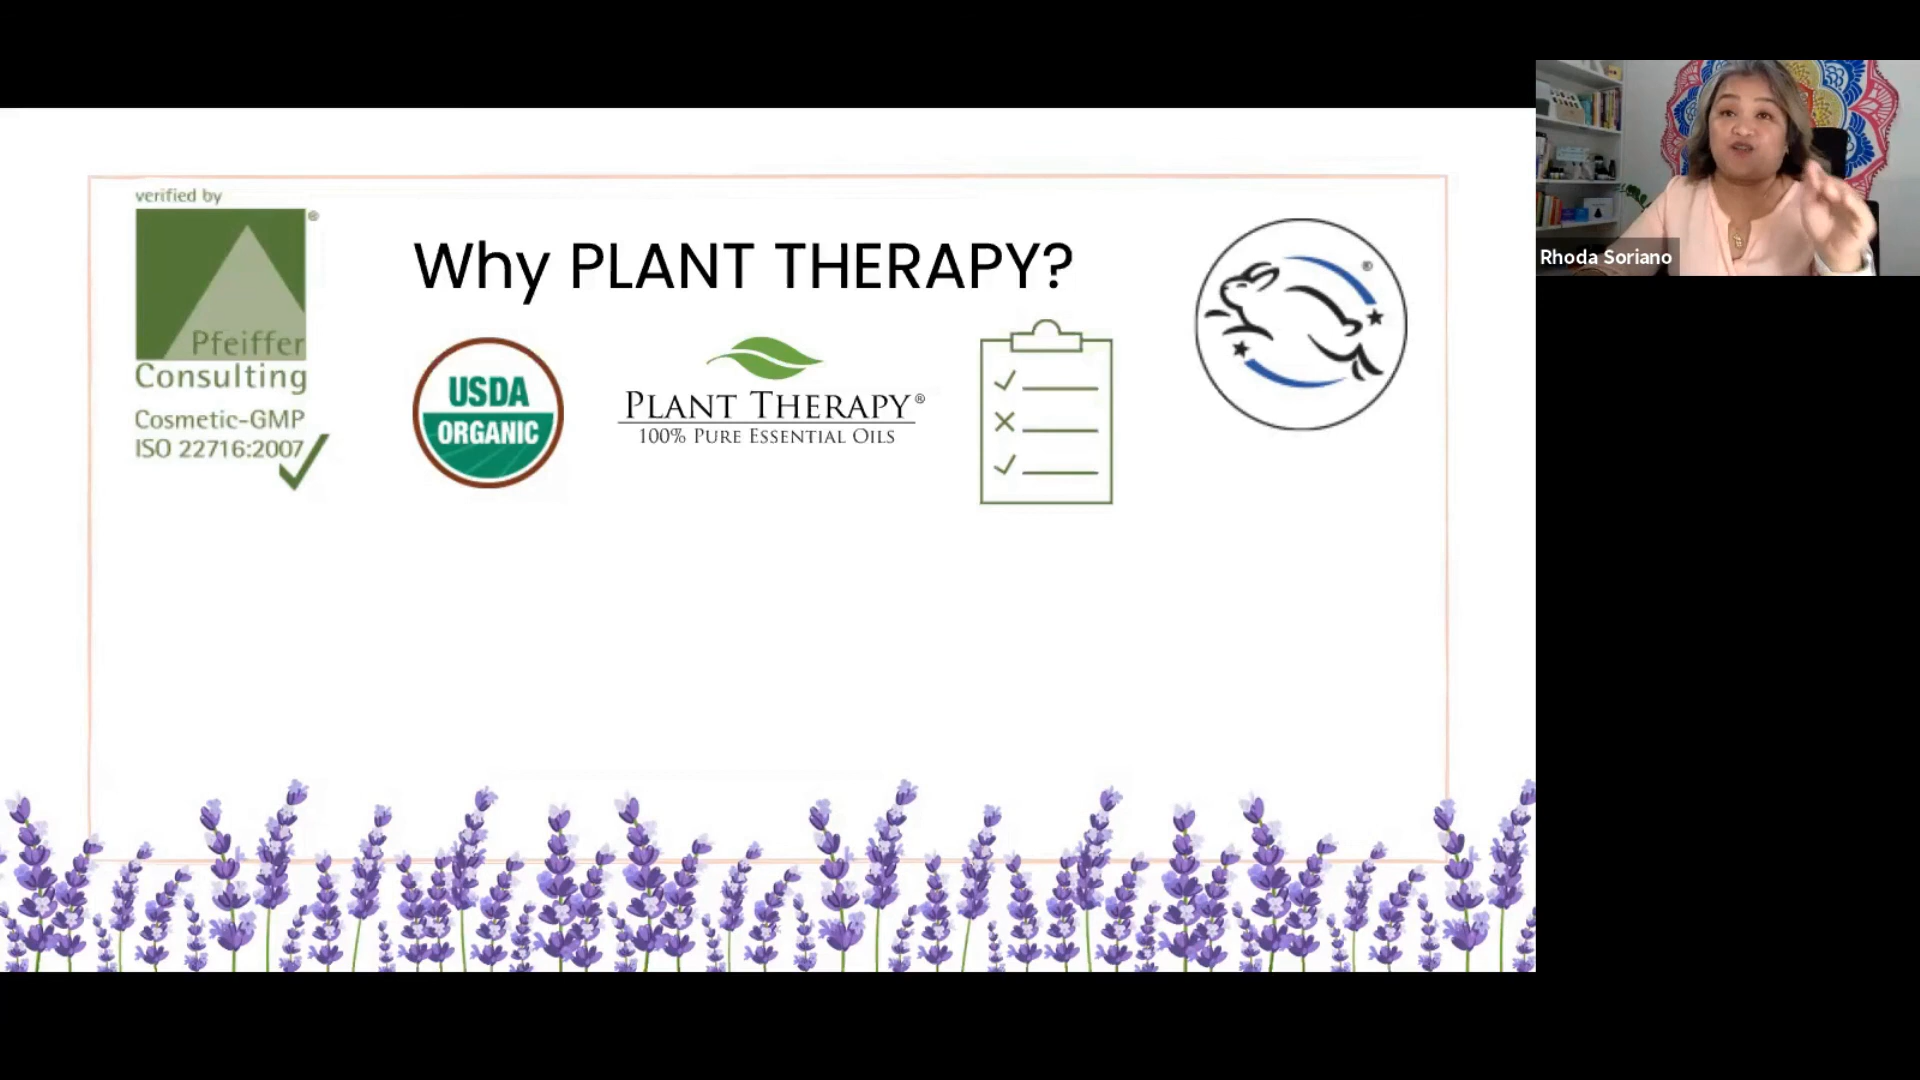 verified by
®
Pfeiffer
Consulting
Cosmetic-GMP
ISO 22716:2007
Why PLANT THERAPY?
USDA
ORGANIC
PLANT THERAPY®
100% PURE ESSENTIAL OILS
®
Rhoda Soriano